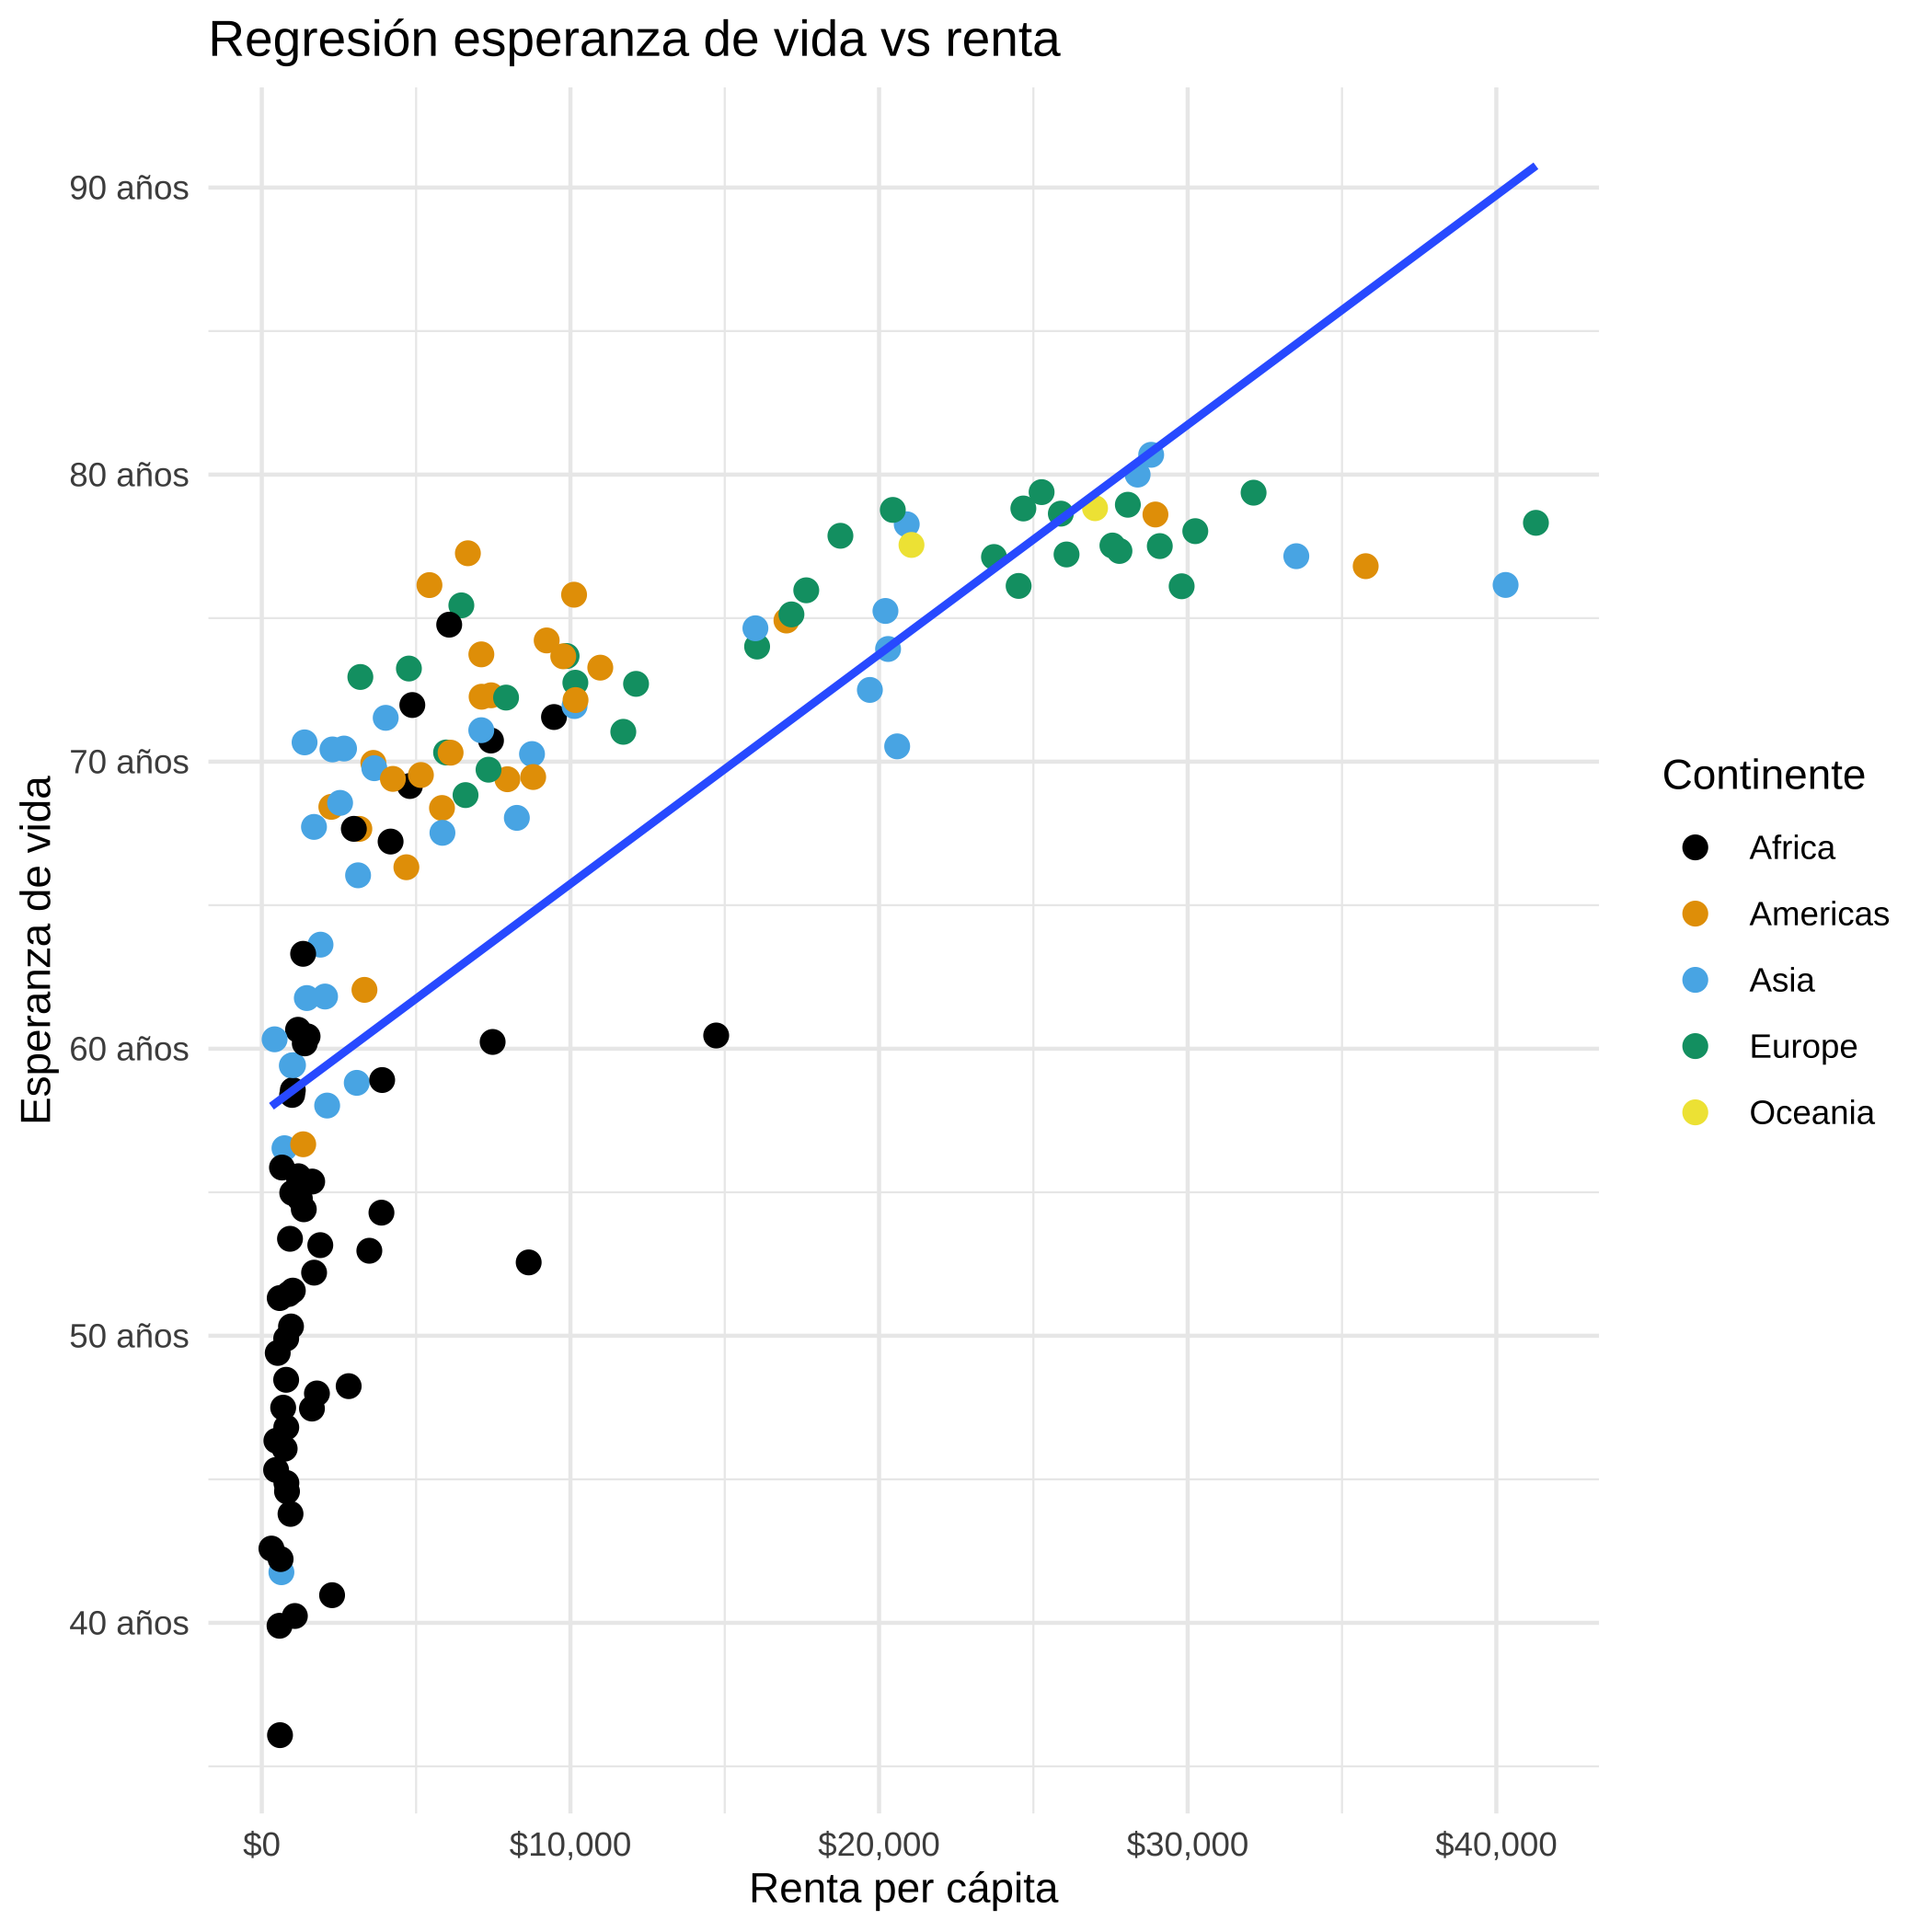 Regresión esperanza de vida vs renta
90 años
80 años
70 años
60 años
50 años
40 años
Esperanza de vida
$0
$10,000
$20,000
$30,000
$40,000
Renta per cápita
Continente
Africa
Americas
Asia
Europe
Oceania